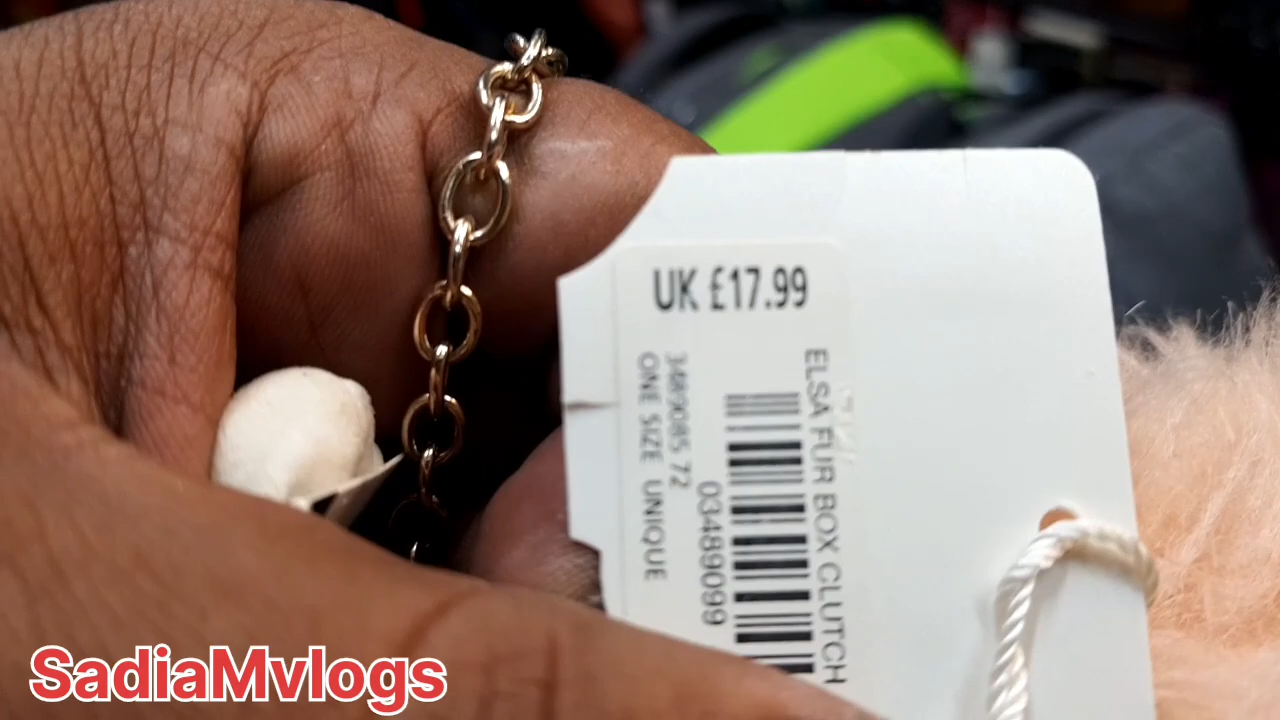 UK £17.99
ELSA FUR BOX CLUTCH
03489099
3489085 72
ONE SIZE UNIQUE
SadiaMvlogs